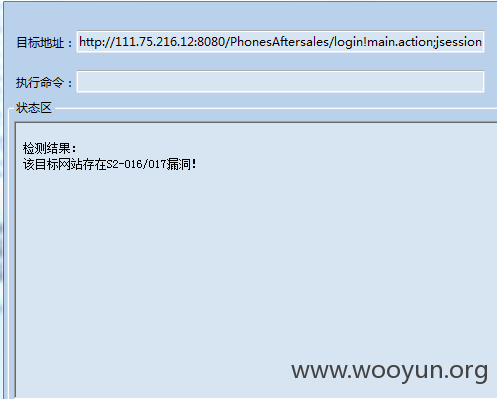 目标地址: http://111.75.216.12:8080/PhonesAftersales/login!main.action;jsession
执行命令:
状态区
检测结果:
该目标网站存在S2-016/017漏洞!
www.wooyun.org